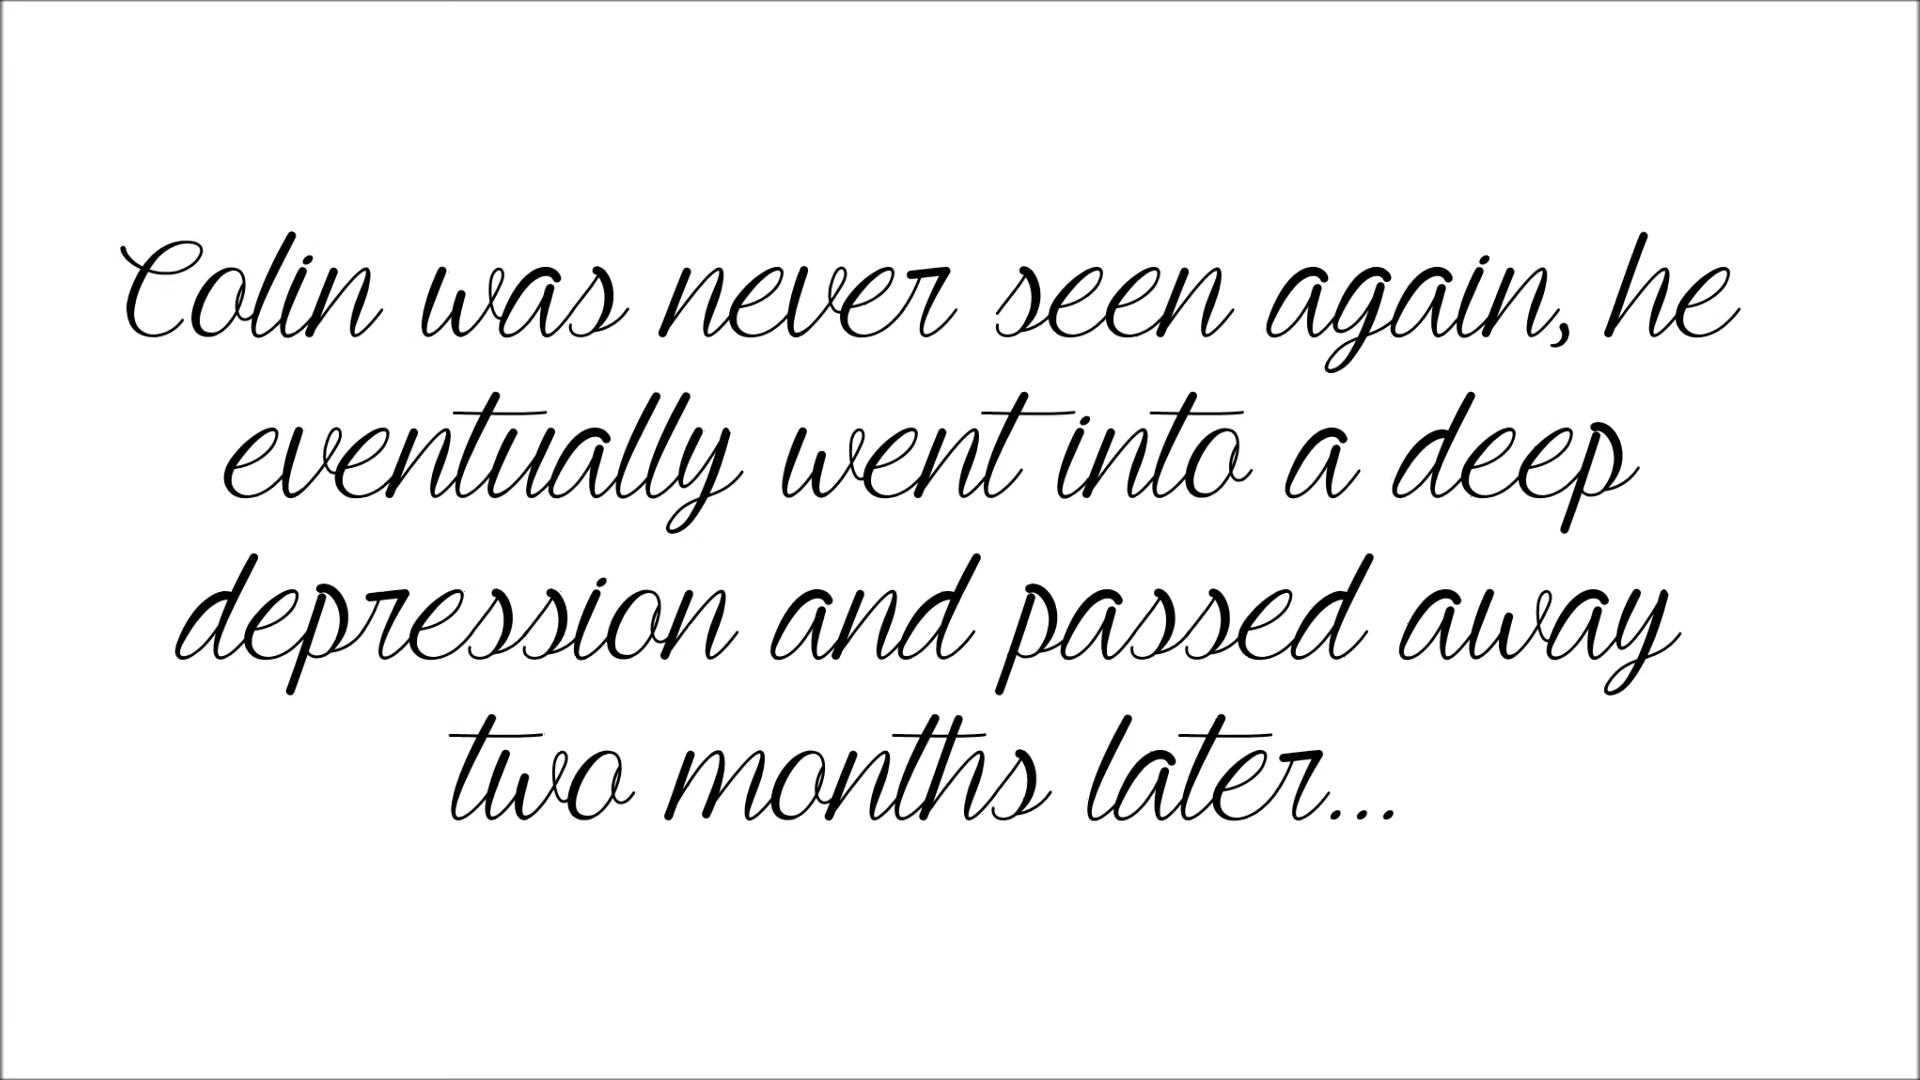 Colin was never seen again, he
eventually went into a deep
depression and passed away
two months later...